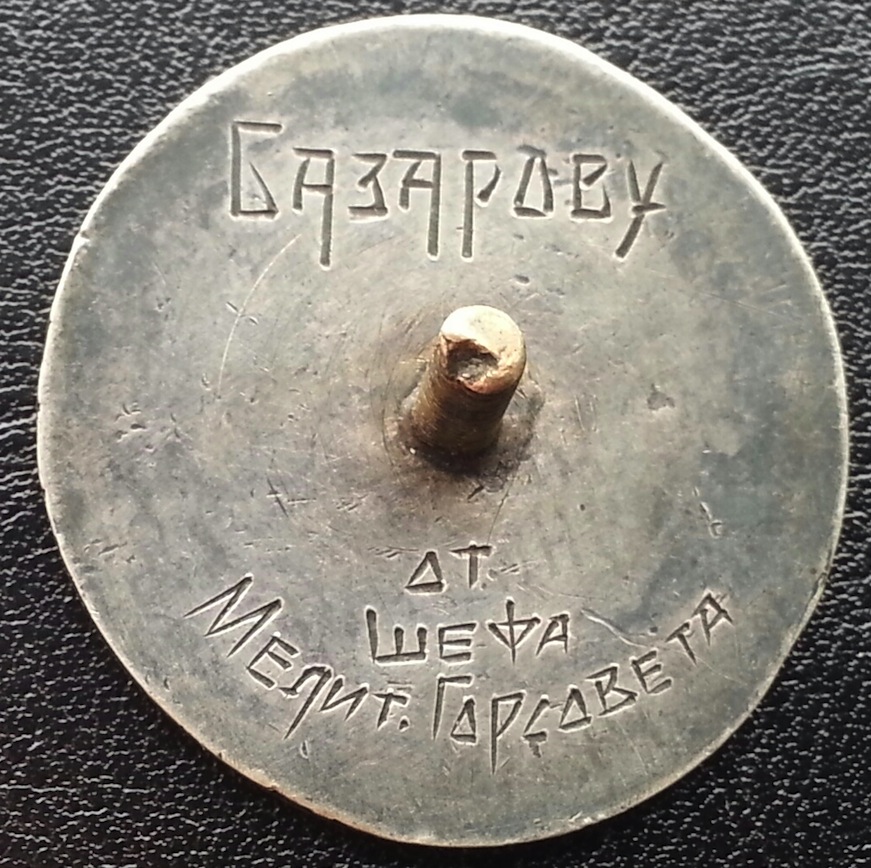 Базарову
от.
шефа
Мелит. Горсовета